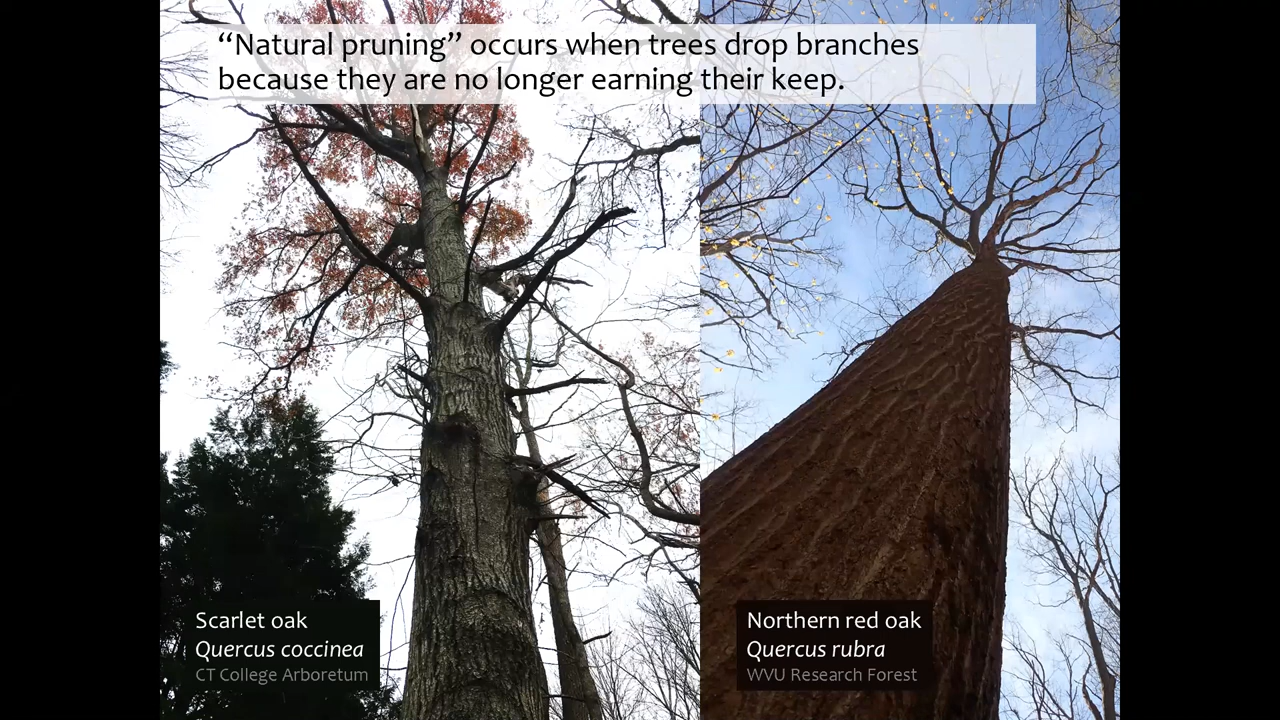 “Natural pruning” occurs when trees drop branches
because they are no longer earning their keep.
Scarlet oak
Quercus coccinea
CT College Arboretum
Northern red oak
Quercus rubra
WVU Research Forest